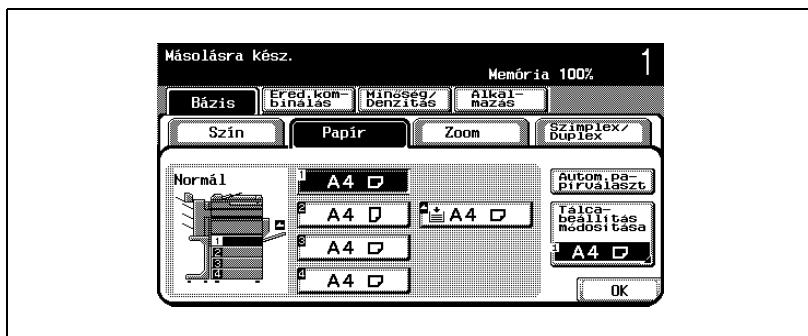 Másolásra kész.
Memória 100%
1
Bázis
Ered.kom-
binálás
Minőség/
Denzitás
Alkal-
mazás
Szín
Papír
Zoom
Szimplex/
Duplex
Normál
1
2
3
4
1 A4
2 A4
3 A4
4 A4
A4
Autom.pa-
pírválaszt
Tálca-
beállítás
módosítása
1 A4
OK